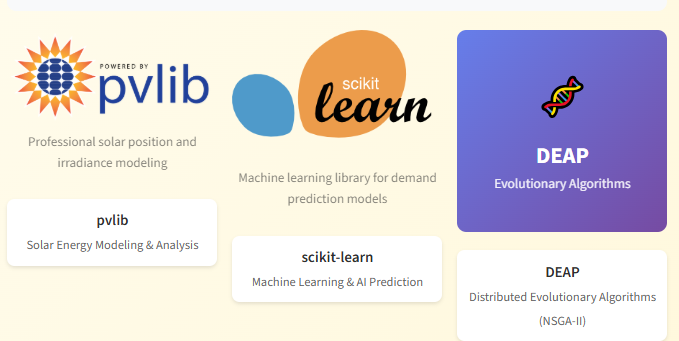 POWERED BY
pvlib
Professional solar position and
irradiance modeling
pvlib
Solar Energy Modeling & Analysis
scikit
learn
Machine learning library for demand
prediction models
scikit-learn
Machine Learning & AI Prediction
DEAP
Evolutionary Algorithms
DEAP
Distributed Evolutionary Algorithms
(NSGA-II)